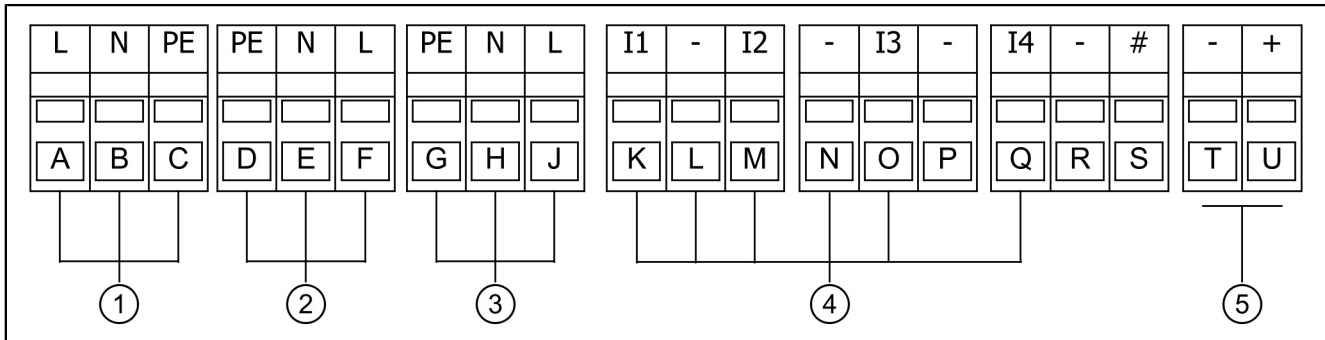 L N PE PE N L PE N L I1 - I2 - I3 - I4 - # - +
A B C D E F G H J K L M N O P Q R S T U
1 2 3 4 5